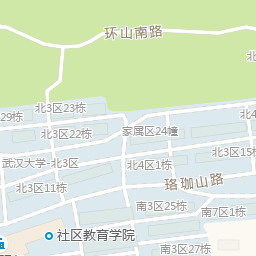 环山南路
北3区23栋
29栋
北4
北3区22栋
家属区24幢
武汉大学-北3区
北4区1栋
北3区15栋
北3区11栋
珞珈山路
南3区25栋
南7区1栋
社区教育学院
南3区27栋